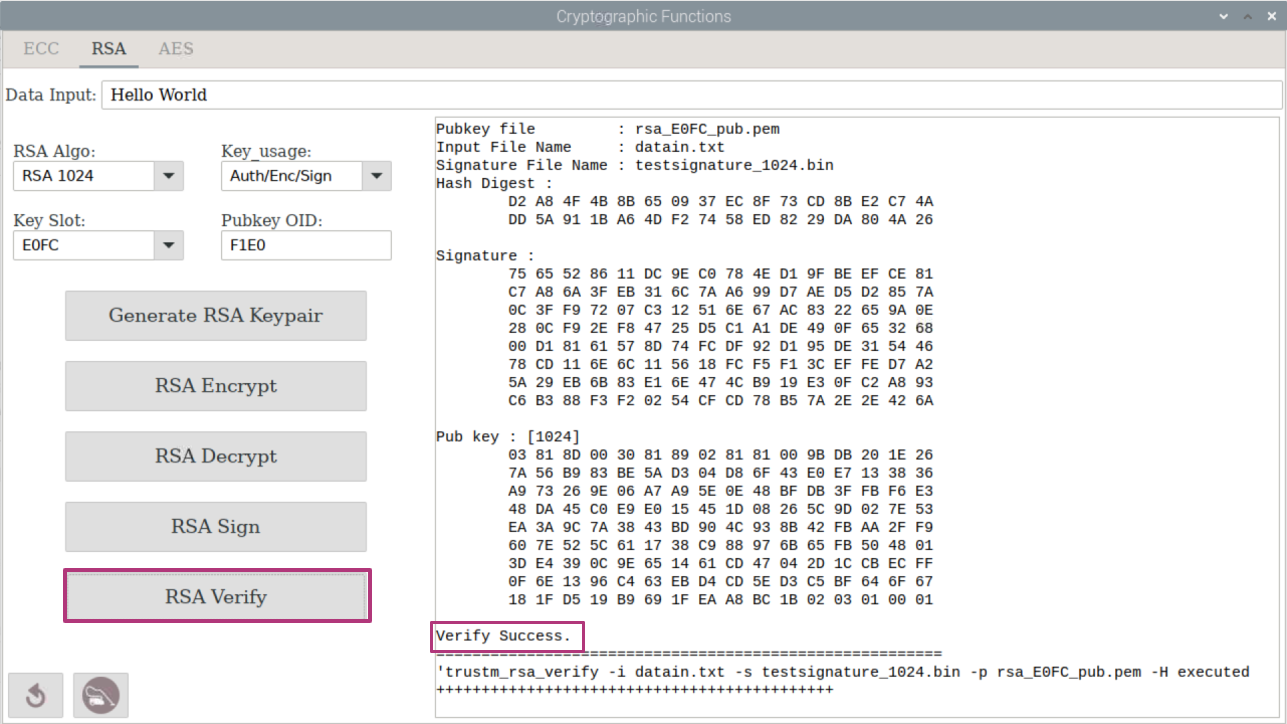 Cryptographic Functions
ECC RSA AES
Data Input: Hello World
RSA Algo:
RSA 1024
Key_usage:
Auth/Enc/Sign
Key Slot:
E0FC
Pubkey OID:
F1E0
Generate RSA Keypair
RSA Encrypt
RSA Decrypt
RSA Sign
RSA Verify
Pubkey file : rsa_E0FC_pub.pem
Input File Name : datain.txt
Signature File Name : testsignature_1024.bin
Hash Digest :
D2 A8 4F 4B 8B 65 09 37 EC 8F 73 CD 8B E2 C7 4A
DD 5A 91 1B A6 4D F2 74 58 ED 82 29 DA 80 4A 26
Signature :
75 65 52 86 11 DC 9E C0 78 4E D1 9F BE EF CE 81
C7 A8 6A 3F EB 31 6C 7A A6 99 D7 AE D5 D2 85 7A
0C 3F F9 72 07 C3 12 51 6E 67 AC 83 22 65 9A 0E
28 0C F9 2E F8 47 25 D5 C1 A1 DE 49 0F 65 32 68
00 D1 81 61 57 8D 74 FC DF 92 D1 95 DE 31 54 46
78 CD 11 6E 6C 11 56 18 FC F5 F1 3C EF FE D7 A2
5A 29 EB 6B 83 E1 6E 47 4C B9 19 E3 0F C2 A8 93
C6 B3 88 F3 F2 02 54 CF CD 78 B5 7A 2E 2E 42 6A
Pub key : [1024]
03 81 8D 00 30 81 89 02 81 81 00 9B DB 20 1E 26
7A 56 B9 83 BE 5A D3 04 D8 6F 43 E0 E7 13 38 36
A9 73 26 9E 06 A7 A9 5E 0E 48 BF DB 3F FB F6 E3
48 DA 45 C0 E9 E0 15 45 1D 08 26 5C 9D 02 7E 53
EA 3A 9C 7A 38 43 BD 90 4C 93 8B 42 FB AA 2F F9
60 7E 52 5C 61 17 38 C9 88 97 6B 65 FB 50 48 01
3D E4 39 0C 9E 65 14 61 CD 47 04 2D 1C CB EC FF
0F 6E 13 96 C4 63 EB D4 CD 5E D3 C5 BF 64 6F 67
18 1F D5 19 B9 69 1F EA A8 BC 1B 02 03 01 00 01
Verify Success.
========================================================
'trustm_rsa_verify -i datain.txt -s testsignature_1024.bin -p rsa_E0FC_pub.pem -H executed
++++++++++++++++++++++++++++++++++++++++++++